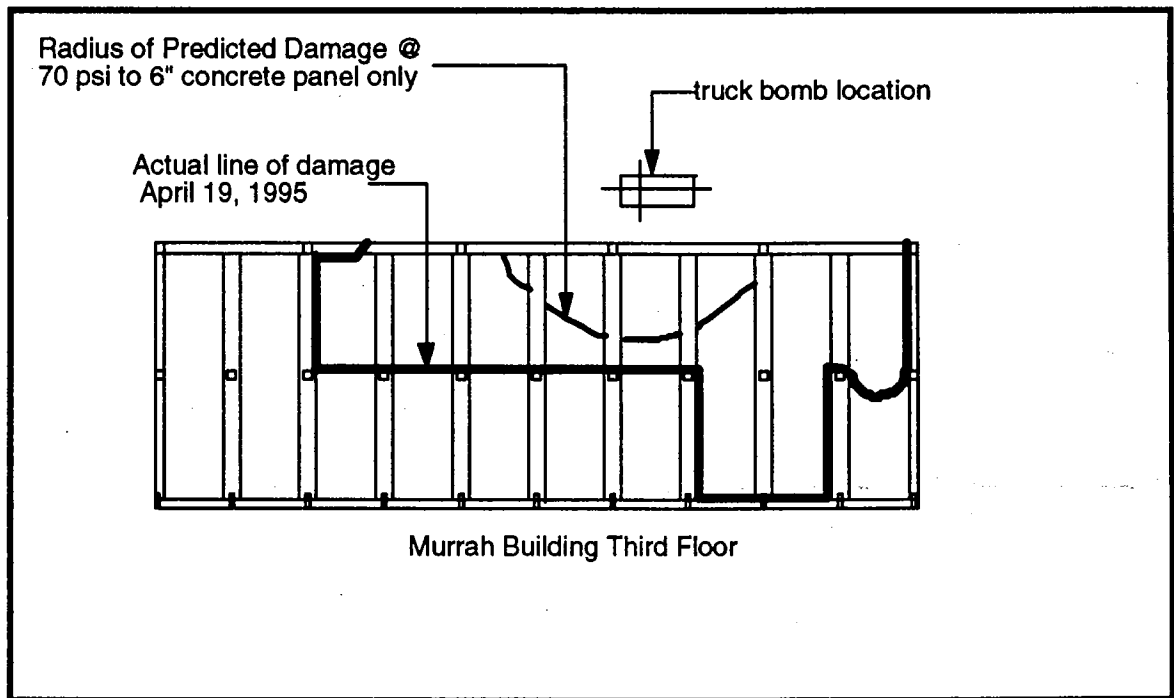 Radius of Predicted Damage @
70 psi to 6" concrete panel only
truck bomb location
Actual line of damage
April 19, 1995
Murrah Building Third Floor